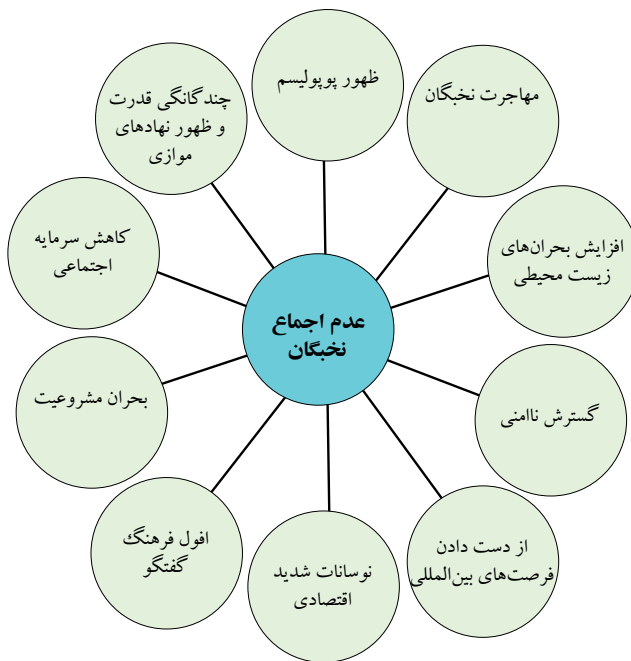 ظهور پوپولیسم
مهاجرت نخبگان
افزایش بحران‌های
زیست محیطی
گسترش ناامنی
از دست دادن
فرصت‌های بین‌المللی
نوسانات شدید
اقتصادی
افول فرهنگ
گفتگو
بحران مشروعیت
کاهش سرمایه
اجتماعی
چندگانگی قدرت
و ظهور نهادهای
موازی
عدم اجماع
نخبگان